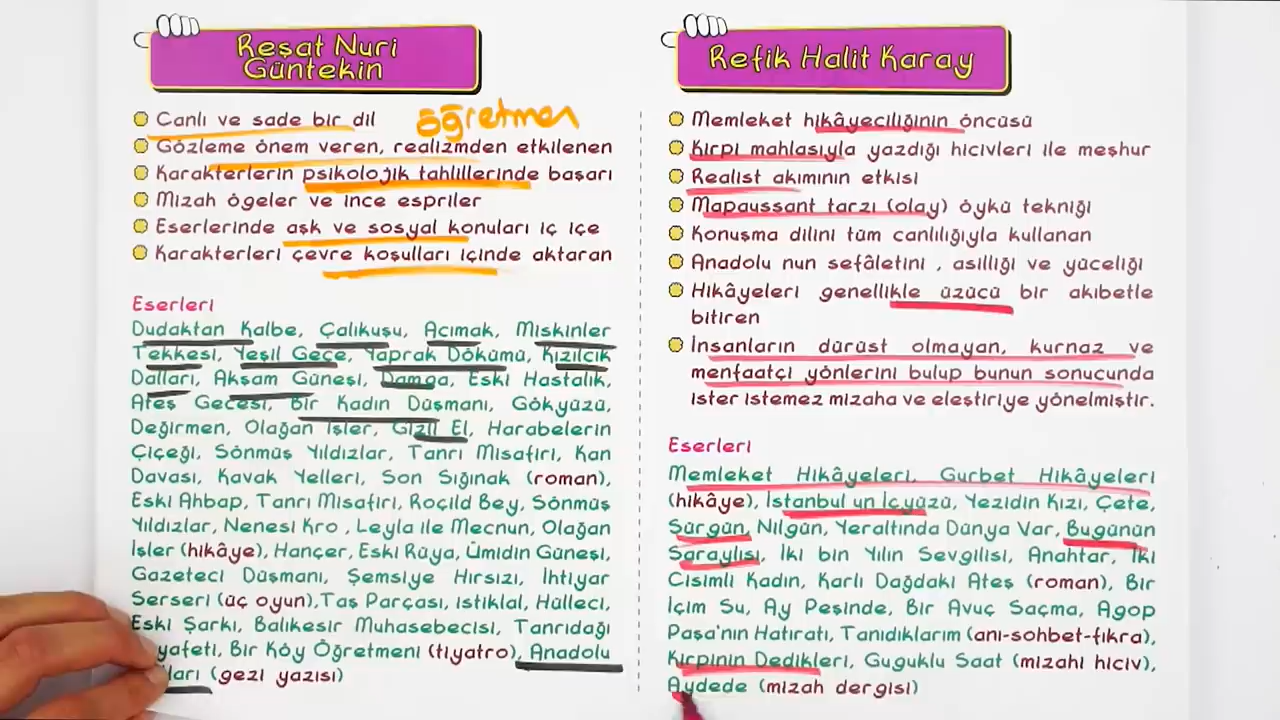 Reşat Nuri
Güntekin
Canlı ve sade bir dil
öğretmen
Gözleme önem veren, realizmden etkilenen
Karakterlerin psikolojik tahlillerinde başarı
Mizah ögeler ve ince espriler
Eserlerinde aşk ve sosyal konuları iç içe
Karakterleri çevre koşulları içinde aktaran
Eserleri
Dudaktan Kalbe, Çalıkuşu, Acımak, Miskinler
Tekkesi, Yeşil Gece, Yaprak Dökümü, Kızılcık
Dalları, Akşam Güneşi, Damga, Eski Hastalık,
Ateş Gecesi, Bir Kadın Düşmanı, Gökyüzü,
Değirmen, Olağan İşler, Gizli El, Harabelerin
Çiçeği, Sönmüş Yıldızlar, Tanrı Misafiri, Kan
Davası, Kavak Yelleri, Son Sığınak (roman)
Eski Ahbap, Tanrı Misafiri, Roçild Bey, Sönmüş
Yıldızlar, Nenesi Kro , Leyla ile Mecnun, Olağan
İşler (hikâye), Hançer, Eski Rüya, Ümidin Güneşi,
Gazeteci Düşmanı, Şemsiye Hırsızı, İhtiyar
Serseri (üç oyun),Taş Parçası, istiklal, Hülleci,
Eski Şarkı, Balıkesir Muhasebecisi, Tanrıdağı
yafeti, Bir Köy Öğretmeni (tiyatro), Anadolu
ları (gezi yazısı)
Refik Halit Karay
Memleket hikâyeciliğinin öncüsü
Kirpi mahlasıyla yazdığı hicivleri ile meşhur
Realist akımının etkisi
Mapaussant tarzı (olay) öykü tekniği
Konuşma dilini tüm canlılığıyla kullanan
Anadolu nun sefâletini , asilliği ve yüceliği
Hikâyeleri genellikle üzücü bir akıbetle
bitiren
İnsanların dürüst olmayan, kurnaz ve
menfaatçi yönlerini bulup bunun sonucunda
ister istemez mizaha ve eleştiriye yönelmiştir.
Eserleri
Memleket Hikâyeleri, Gurbet Hikâyeleri
(hikâye), İstanbul un İçyüzü, Yezidin Kızı, Çete,
Sürgün, Nilgün, Yeraltında Dünya Var, Bugünün
Saraylısı, İki bin Yılın Sevgilisi, Anahtar, İki
Cisimli Kadın, Karlı Dağdaki Ateş (roman), Bir
İçim Su, Ay Peşinde, Bir Avuç Saçma, Agop
Paşa'nın Hatıratı, Tanıdıklarım (anı-sohbet-fıkra),
Kirpinin Dedikleri, Guguklu Saat (mizahi hiciv),
Aydede (mizah dergisi)